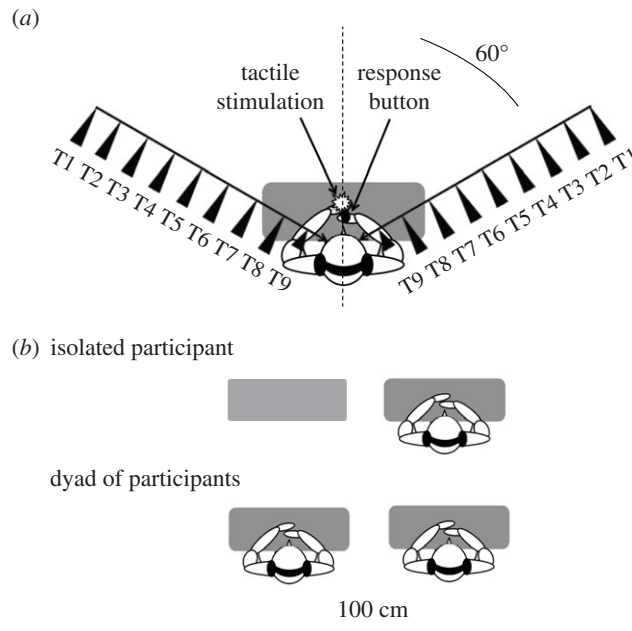 (a)
60°
tactile response
stimulation button
T1 T2 T3 T4 T5 T6 T7 T8 T9
T9 T8 T7 T6 T5 T4 T3 T2 T1
(b) isolated participant
dyad of participants
100 cm